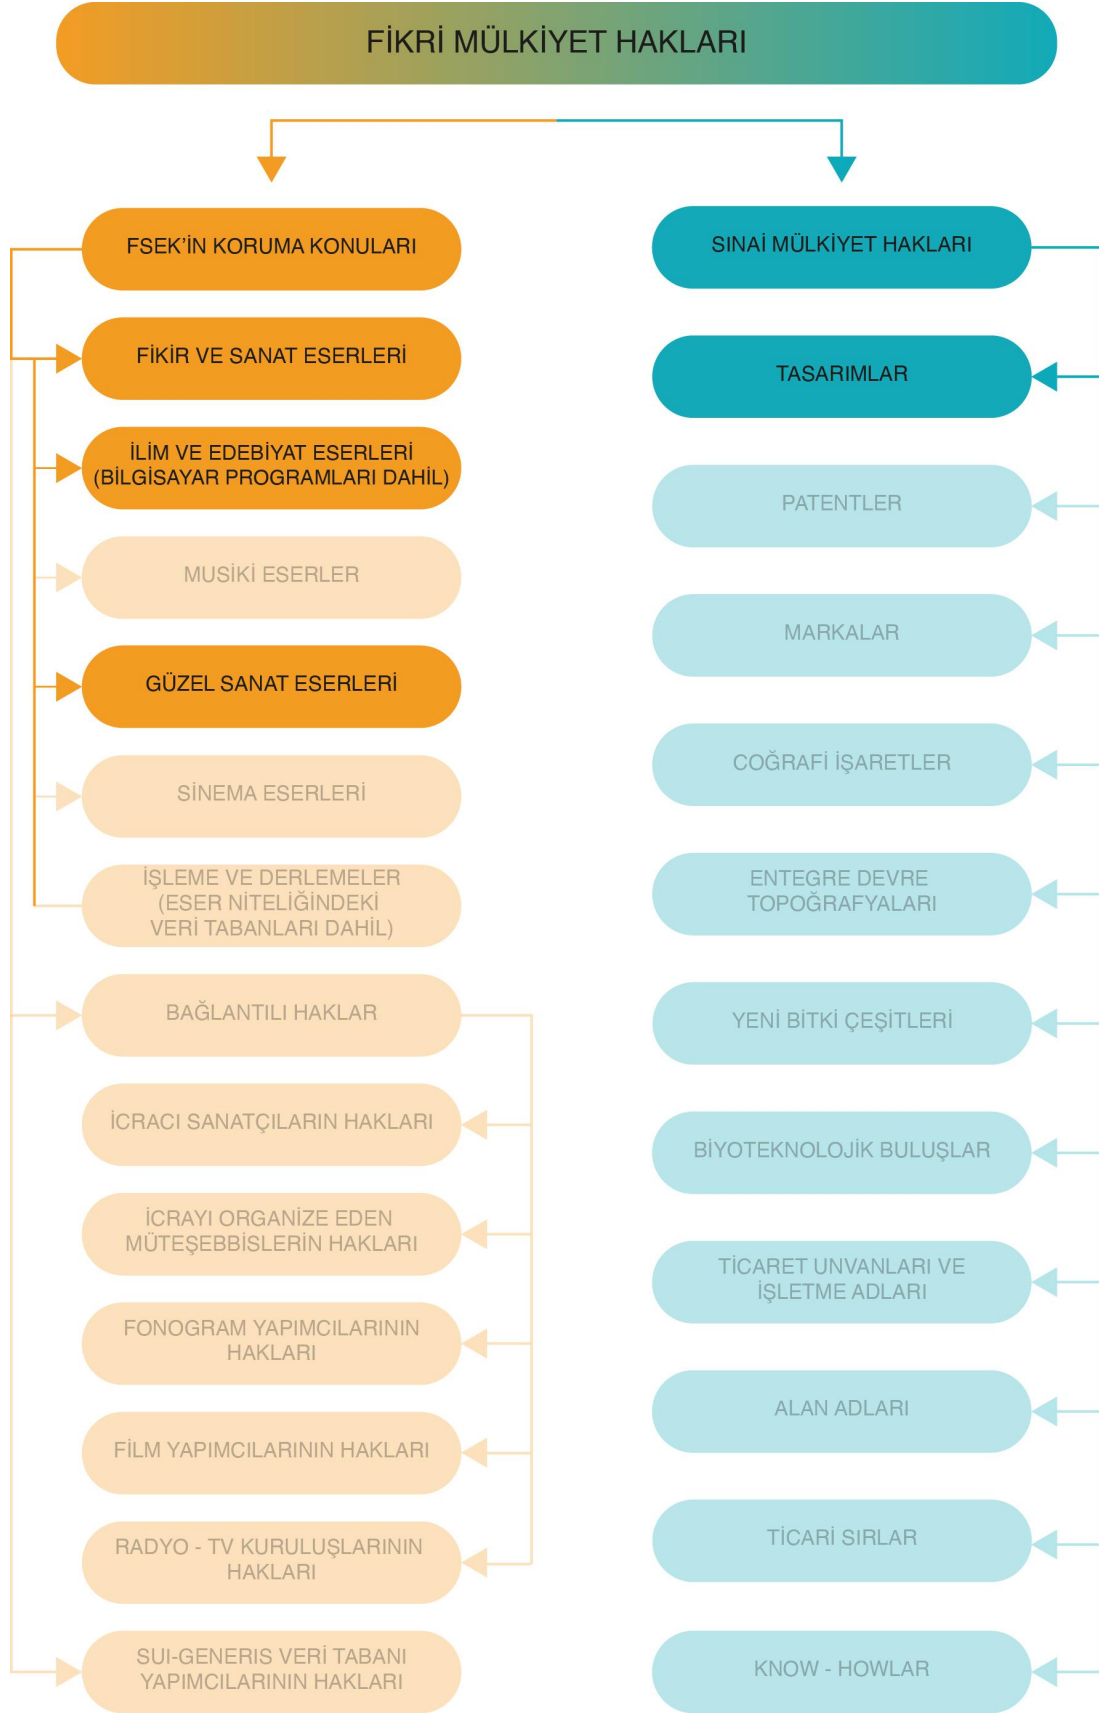 FİKRİ MÜLKİYET HAKLARI
FSEK’İN KORUMA KONULARI
FİKİR VE SANAT ESERLERİ
İLİM VE EDEBİYAT ESERLERİ
(BİLGİSAYAR PROGRAMLARI DAHİL)
MUSİKİ ESERLER
GÜZEL SANAT ESERLERİ
SİNEMA ESERLERİ
İŞLEME VE DERLEMELER
(ESER NİTELİĞİNDEKİ
VERİ TABANLARI DAHİL)
BAĞLANTILI HAKLAR
İCRACI SANATÇILARIN HAKLARI
İCRAYI ORGANİZE EDEN
MÜTEŞEBBİSLERİN HAKLARI
FONOGRAM YAPIMCILARININ
HAKLARI
FİLM YAPIMCILARININ HAKLARI
RADYO - TV KURULUŞLARININ
HAKLARI
SUI-GENERIS VERİ TABANI
YAPIMCILARININ HAKLARI
SINAİ MÜLKİYET HAKLARI
TASARIMLAR
PATENTLER
MARKALAR
COĞRAFİ İŞARETLER
ENTEGRE DEVRE
TOPOĞRAFYALARI
YENİ BİTKİ ÇEŞİTLERİ
BİYOTEKNOLOJİK BULUŞLAR
TİCARET UNVANLARI VE
İŞLETME ADLARI
ALAN ADLARI
TİCARİ SIRLAR
KNOW - HOWLAR